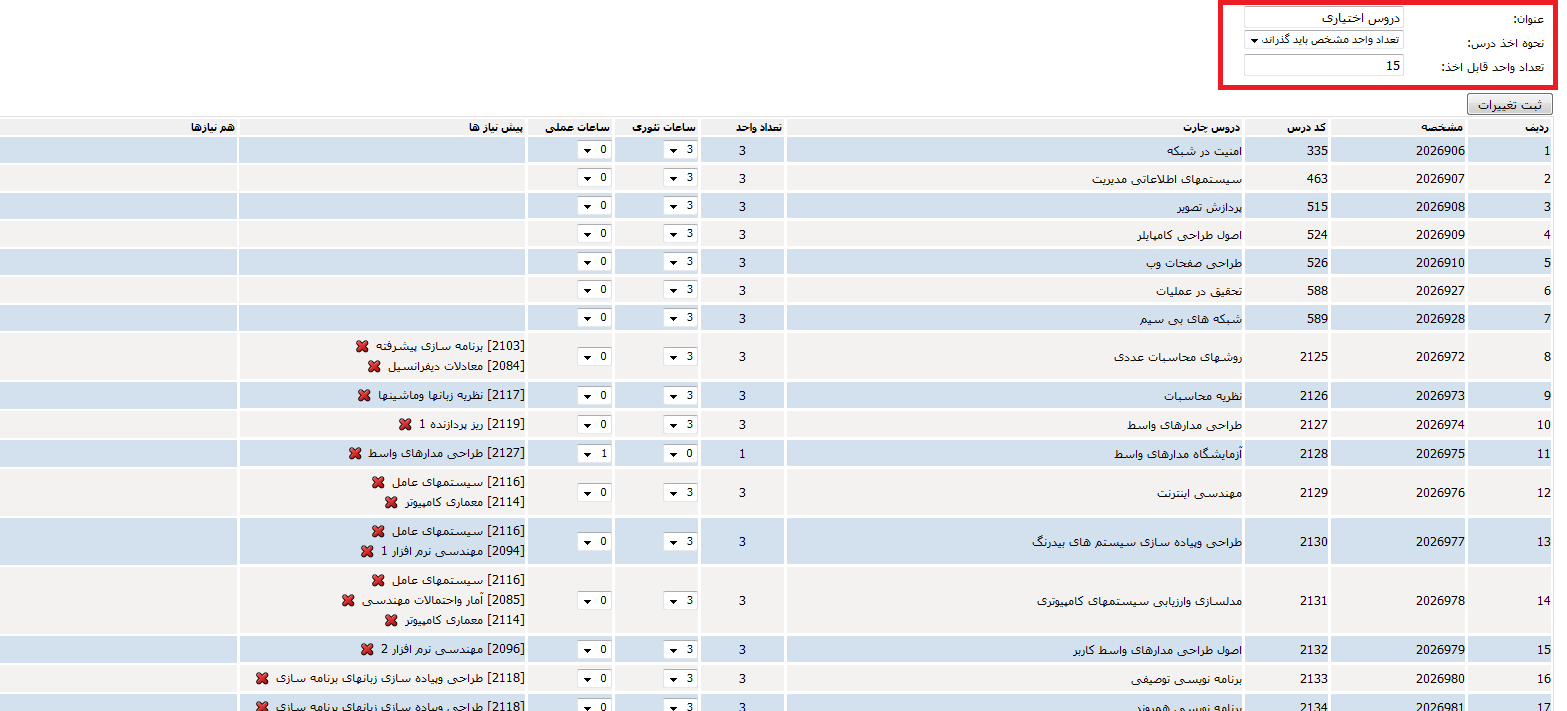 عنوان: دروس اختیاری
نحوه اخذ درس: تعداد واحد مشخص باید گذراند،
تعداد واحد قابل اخذ: 15
ثبت تغییرات
ردیف مشخصه کد درس دروس چارت تعداد واحد ساعات تئوری ساعات عملی پیش نیاز ها هم نیازها
1 2026906 335 امنیت در شبکه 3 3 0
2 2026907 463 سیستمهای اطلاعاتی مدیریت 3 3 0
3 2026908 515 پردازش تصویر 3 3 0
4 2026909 524 اصول طراحی کامپایلر 3 3 0
5 2026910 526 طراحی صفحات وب 3 3 0
6 2026927 588 تحقیق در عملیات 3 3 0
7 2026928 589 شبکه های بی سیم 3 3 0
8 2026972 2125 روشهای محاسبات عددی 3 3 0 [2103] برنامه سازی پیشرفته
[2084] معادلات دیفرانسیل
9 2026973 2126 نظریه محاسبات 3 3 0 [2117] نظریه زبانها وماشینها
10 2026974 2127 طراحی مدارهای واسط 3 3 0 [2119] ریز پردازنده 1
11 2026975 2128 آزمایشگاه مدارهای واسط 1 0 1 [2127] طراحی مدارهای واسط
12 2026976 2129 مهندسی اینترنت 3 3 0 [2116] سیستمهای عامل
[2114] معماری کامپیوتر
13 2026977 2130 طراحی وپیاده سازی سیستم های بیدرنگ 3 3 0 [2116] سیستمهای عامل
[2094] مهندسی نرم افزار 1
14 2026978 2131 مدلسازی وارزیابی سیستمهای کامپیوتری 3 3 0 [2116] سیستمهای عامل
[2085] آمار واحتمالات مهندسی
[2114] معماری کامپیوتر
15 2026979 2132 اصول طراحی مدارهای واسط کاربر 3 3 0 [2096] مهندسی نرم افزار 2
16 2026980 2133 برنامه نویسی توصیفی 3 3 0 [2118] طراحی وپیاده سازی زبانهای برنامه سازی
17 2026981 2134 برنامه نویسی همروند 3 3 0 [2118] طراحی وپیاده سازی زبانهای برنامه سازی